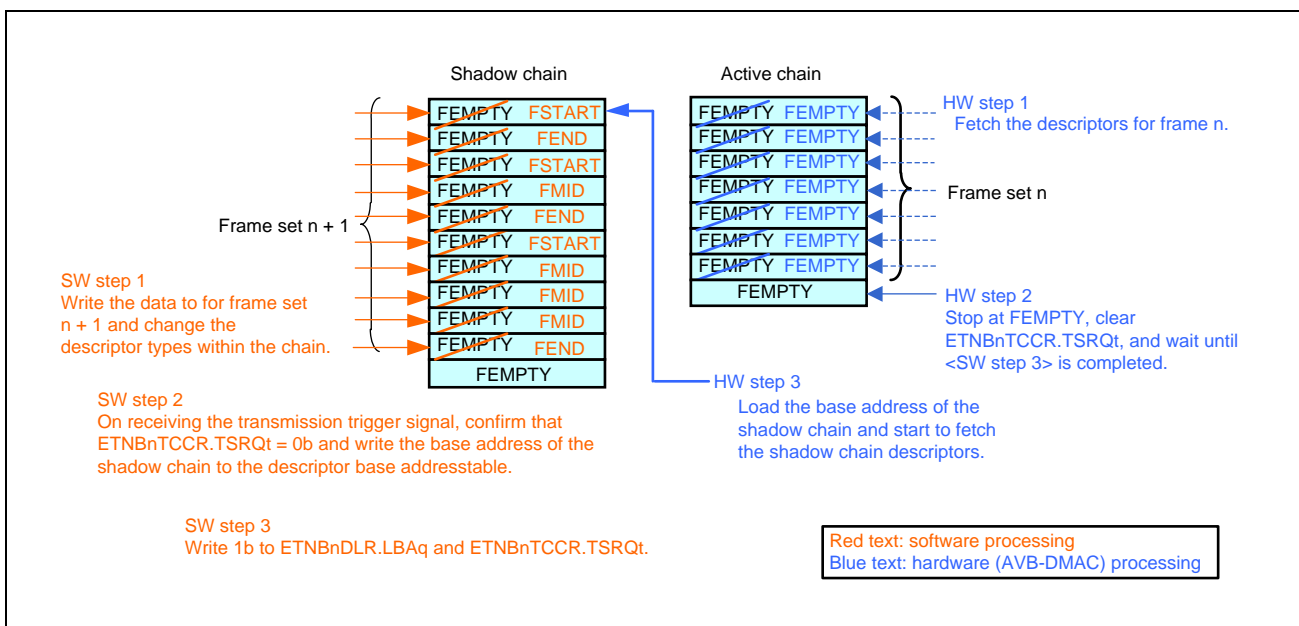 Shadow chain
Active chain
FEMPTY FSTART
FEMPTY FEND
FEMPTY FSTART
FEMPTY FMID
FEMPTY FEND
FEMPTY FSTART
FEMPTY FMID
FEMPTY FMID
FEMPTY FMID
FEMPTY FEND
FEMPTY
Frame set n + 1
FEMPTY FEMPTY
FEMPTY FEMPTY
FEMPTY FEMPTY
FEMPTY FEMPTY
FEMPTY FEMPTY
FEMPTY FEMPTY
FEMPTY FEMPTY
FEMPTY
HW step 1
Fetch the descriptors for frame n.
Frame set n
SW step 1
Write the data to for frame set
n + 1 and change the
descriptor types within the chain.
HW step 2
Stop at FEMPTY, clear
ETNBnTCCR.TSRQt, and wait until
<SW step 3> is completed.
SW step 2
On receiving the transmission trigger signal, confirm that
ETNBnTCCR.TSRQt = 0b and write the base address of the
shadow chain to the descriptor base addresstable.
HW step 3
Load the base address of the
shadow chain and start to fetch
the shadow chain descriptors.
SW step 3
Write 1b to ETNBnDLR.LBAq and ETNBnTCCR.TSRQt.
Red text: software processing
Blue text: hardware (AVB-DMAC) processing